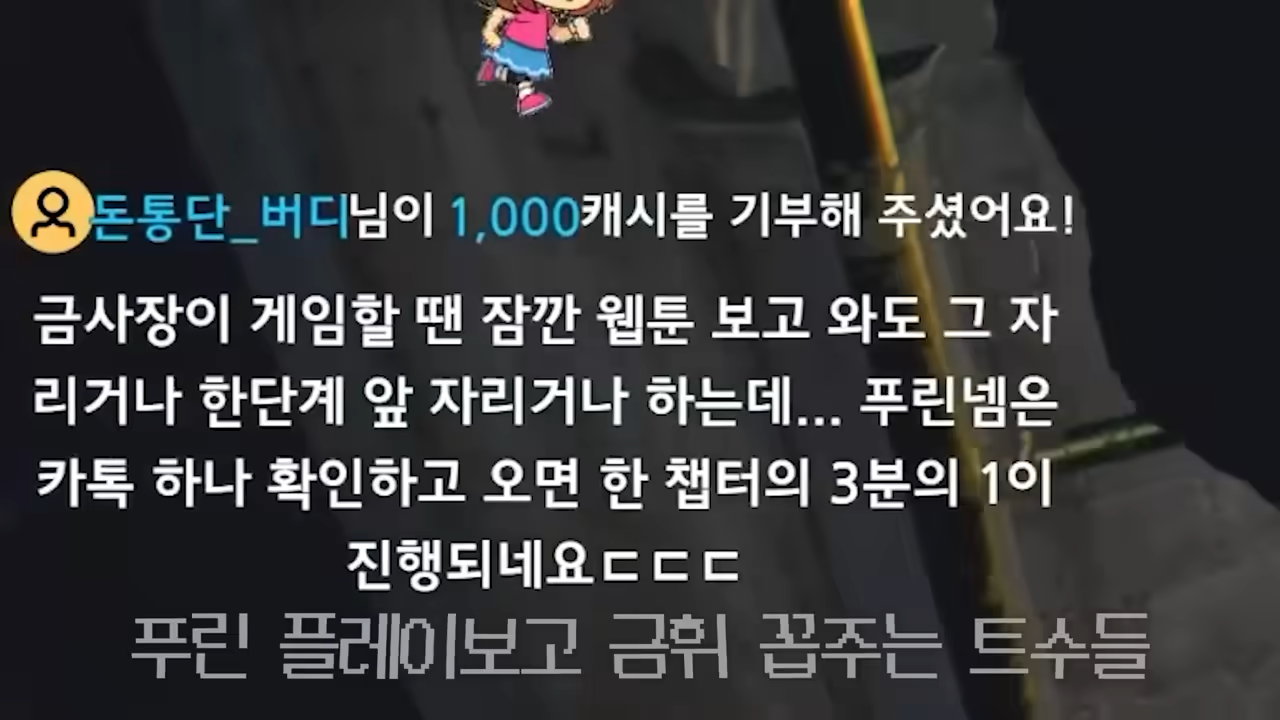 돈통단_버디님이 1,000캐시를 기부해 주셨어요!
금사장이 게임할 땐 잠깐 웹툰 보고 와도 그 자
리거나 한단계 앞 자리거나 하는데... 푸린넴은
카톡 하나 확인하고 오면 한 챕터의 3분의 1이
진행되네요ㄷㄷㄷ
푸린 플레이보고 금휘 꼽주는 트수들